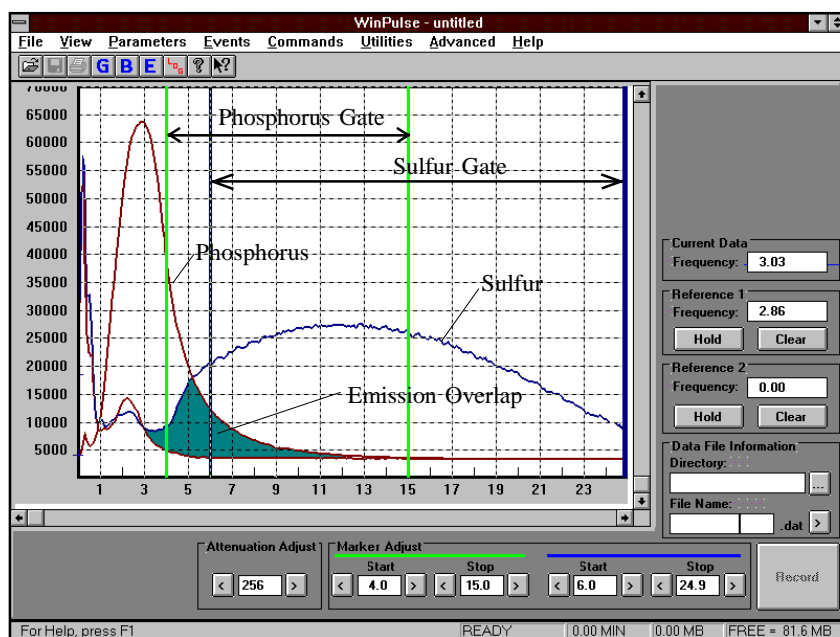 WinPulse - untitled
File View Parameters Events Commands Utilities Advanced Help
G B E LOG ? ?
70000
65000
60000
55000
50000
45000
40000
35000
30000
25000
20000
15000
10000
5000
Phosphorus Gate
Sulfur Gate
Phosphorus
Sulfur
Emission Overlap
1 3 5 7 9 11 13 15 17 19 21 23
Current Data
Frequency: 3.03
Reference 1
Frequency: 2.86
Hold Clear
Reference 2
Frequency: 0.00
Hold Clear
Data File Information
Directory:
...
File Name:
.dat >
Attenuation Adjust
< 256 >
Marker Adjust
Start Stop Start Stop
< 4.0 > < 15.0 > < 6.0 > < 24.9 >
Record
For Help, press F1
READY 0.00 MIN 0.00 MB FREE = 81.6 MB